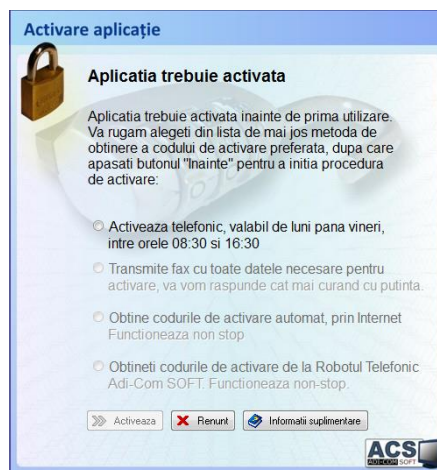 Activare aplicație
Aplicatia trebuie activata
Aplicatia trebuie activata inainte de prima utilizare.
Va rugam alegeti din lista de mai jos metoda de
obtinere a codului de activare preferata, dupa care
apasati butonul "Inainte" pentru a initia procedura
de activare:
Activeaza telefonic, valabil de luni pana vineri,
intre orele 08:30 si 16:30
Transmite fax cu toate datele necesare pentru
activare, va vom raspunde cat mai curand cu putinta.
Obtine codurile de activare automat, prin Internet
Functioneaza non stop
Obtineti codurile de activare de la Robotul Telefonic
Adi-Com SOFT. Functioneaza non-stop.
Activeaza Renunt Informatii suplimentare
ACS
ADI-COM SOFT